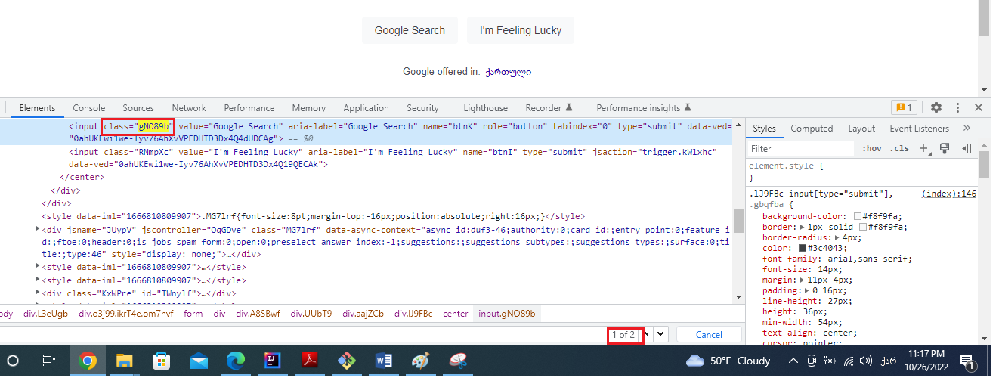 Google Search I'm Feeling Lucky
Google offered in: ქართული
Elements Console Sources Network Performance Memory Application Security Lighthouse Recorder Performance insights 1
<input class="gNO89b" value="Google Search" aria-label="Google Search" name="btnK" role="button" tabindex="0" type="submit" data-ved=
"0ahUKEwi1we-Iyv76AhXvVPEDHTD3Dx4Q4dUDCAg"> == $0
<input class="RNmpXc" value="I'm Feeling Lucky" aria-label="I'm Feeling Lucky" name="btnI" type="submit" jsaction="trigger.kWlxhc"
data-ved="0ahUKEwi1we-Iyv76AhXvVPEDHTD3Dx4Q19QECAk">
</center>
</div>
</div>
<style data-iml="1666810809907">.MG7lrf{font-size:8pt;margin-top:-16px;position:absolute;right:16px;}</style>
<div jsname="JUypV" jscontroller="OqGDve" class="MG7lrf" data-async-context="async_id:duf3-46;authority:0;card_id:;entry_point:0;feature_i
d:;ftoe:0;header:0;is_jobs_spam_form:0;open:0;preselect_answer_index:-1;suggestions:;suggestions_subtypes:;suggestions_types:;surface:0;ti
tle:;type:46" style="display: none;">…</div>
<style data-iml="1666810809907">…</style>
<style data-iml="1666810809907">…</style>
<div class="KxWPre" id="TWnylf">…</div>
ody div.L3eUgb div.o3j99.ikrT4e.om7nvf form div div.A8SBwf div.UUbT9 div.aajZCb div.lJ9FBc center input.gNO89b
1 of 2 Cancel
Styles Computed Layout Event Listeners »
Filter :hov .cls
element.style {
}
.lJ9FBc input[type="submit"], (index):146
.gbqfba {
background-color: #f8f9fa;
border: 1px solid #f8f9fa;
border-radius: 4px;
color: #3c4043;
font-family: arial,sans-serif;
font-size: 14px;
margin: 11px 4px;
padding: 0 16px;
line-height: 27px;
height: 36px;
min-width: 54px;
text-align: center;
cursor: pointer;
50°F Cloudy ქარ 11:17 PM
10/26/2022 1